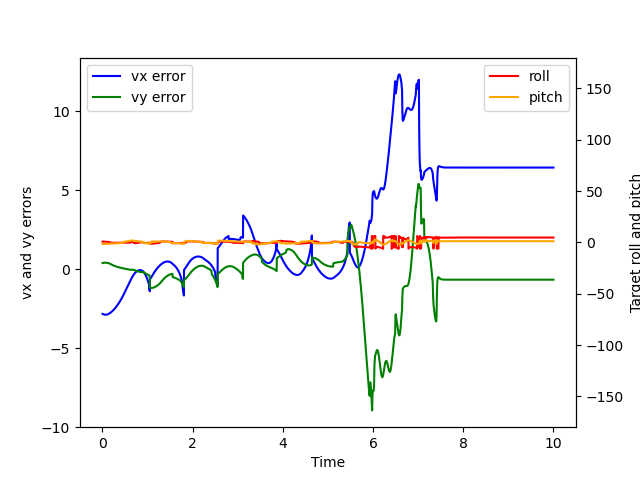 vx error
vy error
roll
pitch
10
5
0
−5
−10
150
100
50
0
−50
−100
−150
0
2
4
6
8
10
Time
vx and vy errors
Target roll and pitch